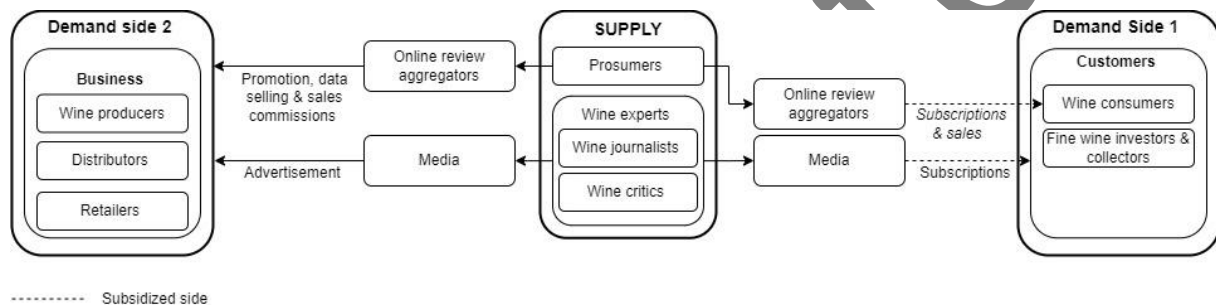 Demand side 2
Business
Wine producers
Distributors
Retailers
Promotion, data
selling & sales
commissions
Advertisement
Online review
aggregators
Media
SUPPLY
Prosumers
Wine experts
Wine journalists
Wine critics
Online review
aggregators
Media
Subscriptions
& sales
Subscriptions
Demand Side 1
Customers
Wine consumers
Fine wine investors &
collectors
Subsidized side